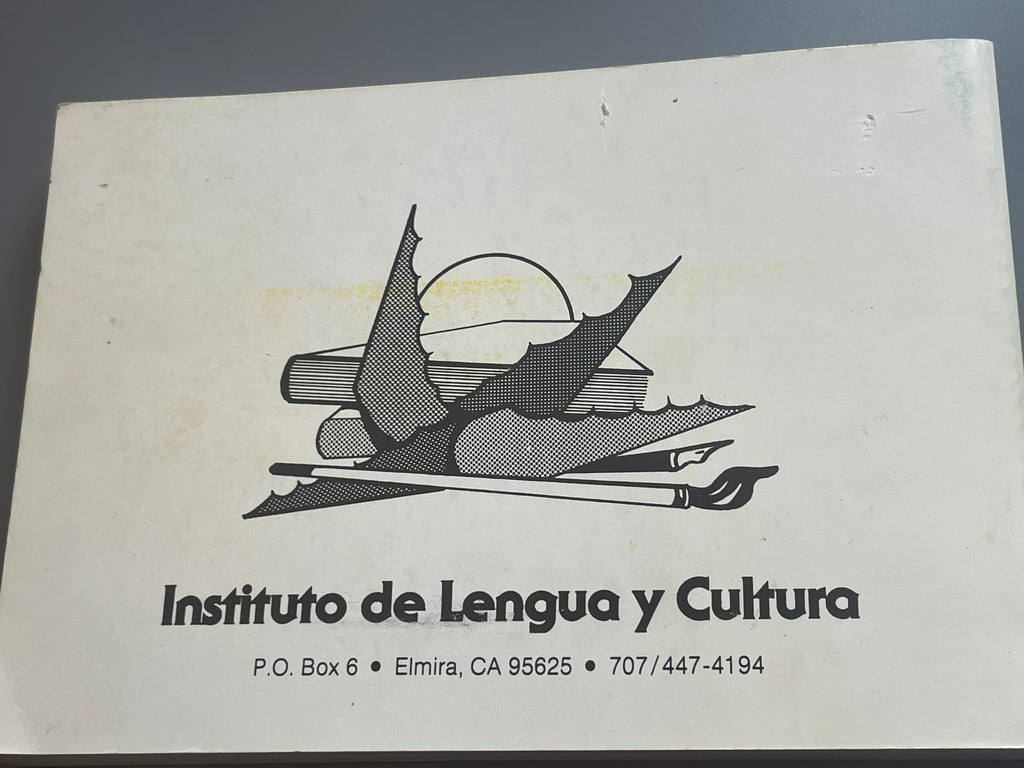 Instituto de Lengua y Cultura
P.O. Box 6 • Elmira, CA 95625 • 707/447-4194